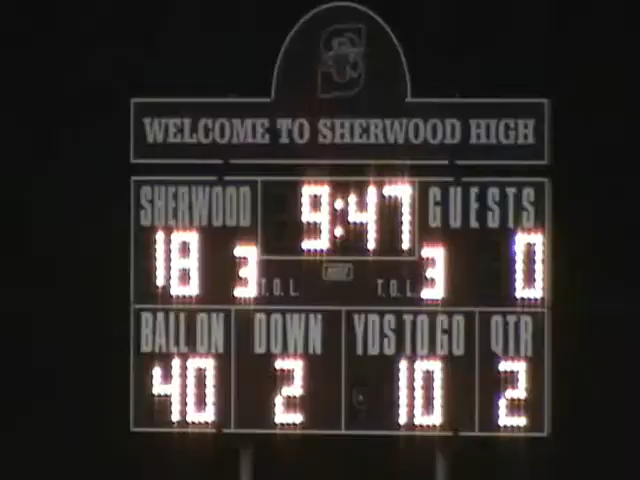 WELCOME TO SHERWOOD HIGH
SHERWOOD 9:47 GUESTS
18 3 T.O.L. T.O.L. 3 0
BALL ON DOWN YDS TO GO QTR
40 2 10 2